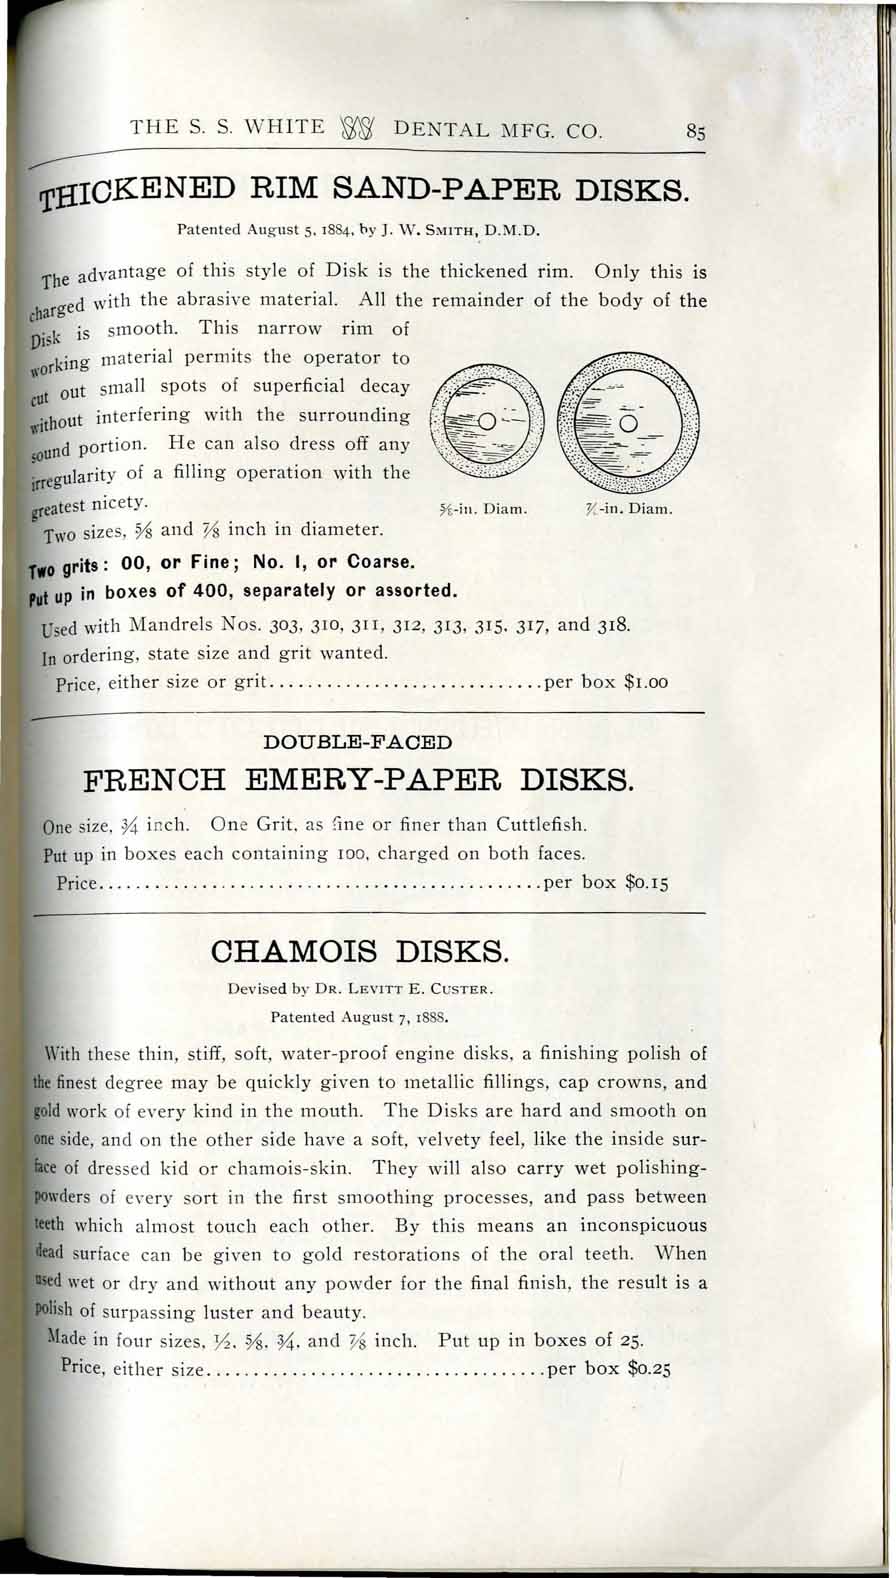 THE S. S. WHITE SSW DENTAL MFG. CO. 85
THICKENED RIM SAND-PAPER DISKS.
Patented August 5, 1884, by J. W. SMITH, D.M.D.
The advantage of this style of Disk is the thickened rim. Only this is
charged with the abrasive material. All the remainder of the body of the
Disk is smooth. This narrow rim of
working material permits the operator to
cut out small spots of superficial decay
without interfering with the surrounding
sound portion. He can also dress off any
irregularity of a filling operation with the
greatest nicety.
⅝-in. Diam. ⅞-in. Diam.
Two sizes, ⅝ and ⅞ inch in diameter.
Two grits: 00, or Fine; No. 1, or Coarse.
Put up in boxes of 400, separately or assorted.
Used with Mandrels Nos. 303, 310, 311, 312, 313, 315, 317, and 318.
In ordering, state size and grit wanted.
Price, either size or grit..............................per box $1.00
DOUBLE-FACED
FRENCH EMERY-PAPER DISKS.
One size, ¾ inch. One Grit, as fine or finer than Cuttlefish.
Put up in boxes each containing 100, charged on both faces.
Price.................................................per box $0.15
CHAMOIS DISKS.
Devised by DR. LEVITT E. CUSTER.
Patented August 7, 1888.
With these thin, stiff, soft, water-proof engine disks, a finishing polish of
the finest degree may be quickly given to metallic fillings, cap crowns, and
gold work of every kind in the mouth. The Disks are hard and smooth on
one side, and on the other side have a soft, velvety feel, like the inside sur-
face of dressed kid or chamois-skin. They will also carry wet polishing-
powders of every sort in the first smoothing processes, and pass between
teeth which almost touch each other. By this means an inconspicuous
dead surface can be given to gold restorations of the oral teeth. When
used wet or dry and without any powder for the final finish, the result is a
polish of surpassing luster and beauty.
Made in four sizes, ½, ⅝, ¾, and ⅞ inch. Put up in boxes of 25.
Price, either size.....................................per box $0.25